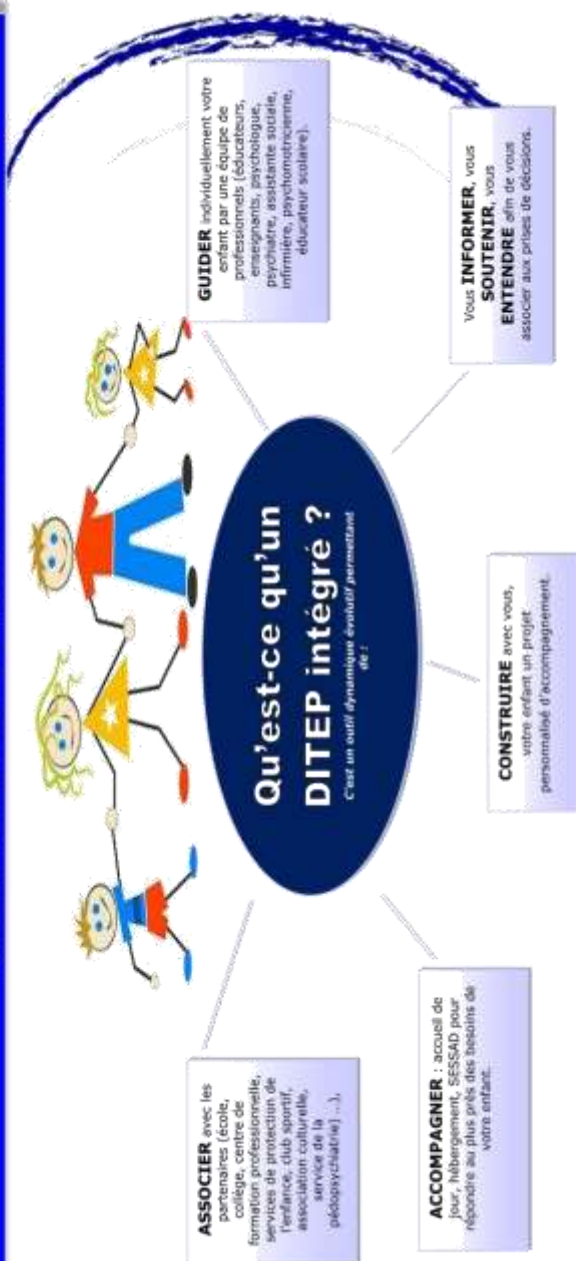 Qu'est-ce qu'un
DITEP intégré ?
C'est un outil dynamique évolutif permettant
de :
ASSOCIER avec les
partenaires (école,
collège, centre de
formation professionnelle,
services de protection de
l'enfance, club sportif,
association culturelle,
service de la
pédopsychiatrie) ...),
ACCOMPAGNER : accueil de
jour, hébergement, SESSAD pour
répondre au plus près des besoins de
votre enfant.
CONSTRUIRE avec vous,
votre enfant un projet
personnalisé d'accompagnement.
Vous INFORMER, vous
SOUTENIR, vous
ENTENDRE afin de vous
associer aux prises de décisions.
GUIDER individuellement votre
enfant par une équipe de
professionnels (éducateurs,
enseignants, psychologue,
psychiatre, assistante sociale,
infirmière, psychomotricienne,
éducateur scolaire).